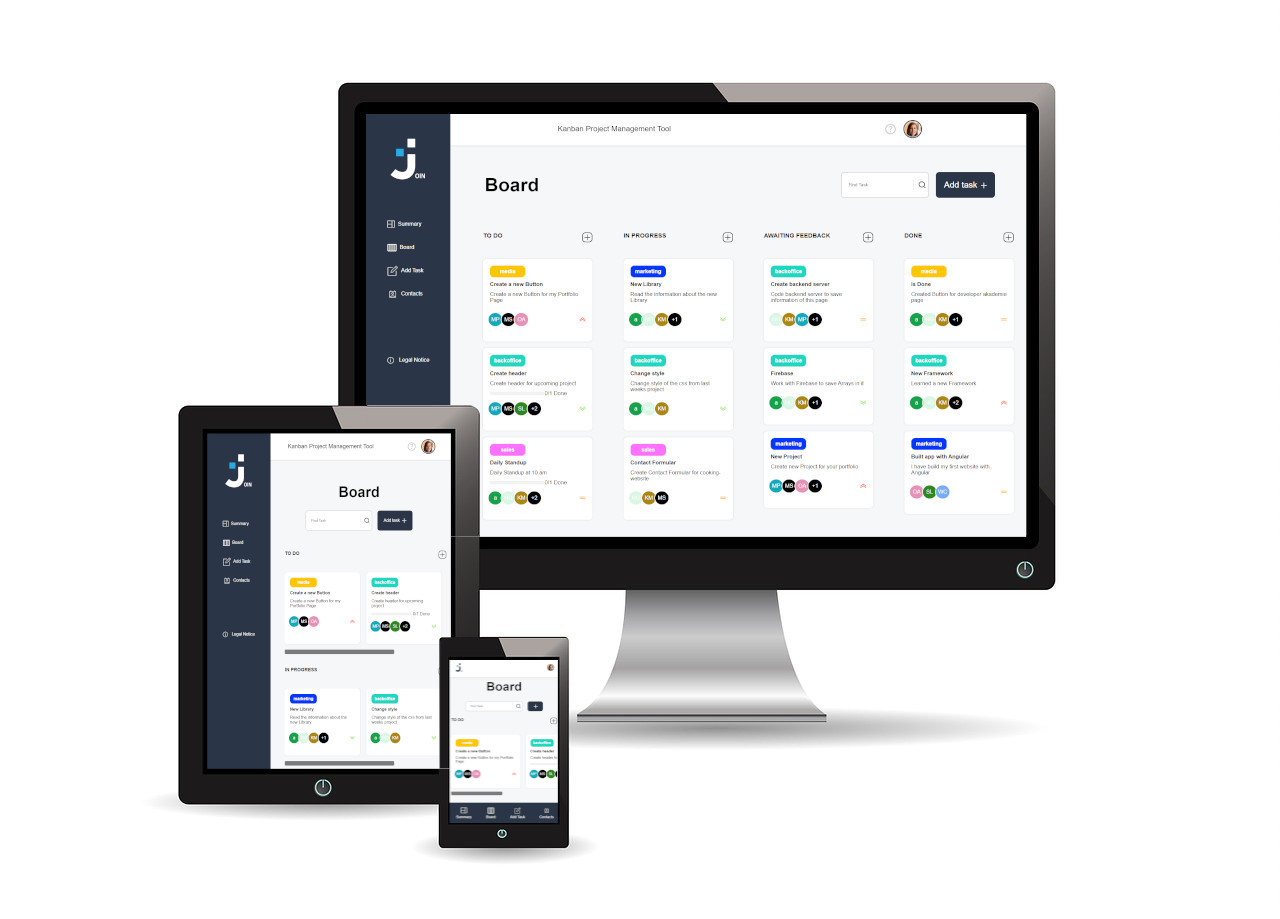 Kanban Project Management Tool
OIN
Board
Find Task
Add task +
Summary
Board
Add Task
Contacts
Legal Notice
TO DO
IN PROGRESS
AWAITING FEEDBACK
DONE
media
Create a new Button
Create a new Button for my Portfolio
Page
MP MS OA
marketing
New Library
Read the information about the new
Library
a KM +1
backoffice
Create backend server
Code backend server to save
information of this page
KM MP +1
media
Is Done
Created Button for developer akademie
page
a KM +1
backoffice
Create header
Create header for upcoming project
0/1 Done
MP MS SL +2
backoffice
Change style
Change style of the css from last
weeks project
a KM
backoffice
Firebase
Work with Firebase to save Arrays in it
a KM +1
backoffice
New Framework
Learned a new Framework
a KM +2
sales
Daily Standup
Daily Standup at 10 am
0/1 Done
a KM +2
sales
Contact Formular
Create Contact Formular for cooking
website
KM MS
marketing
New Project
Create new Project for your portfolio
MP MS OA +1
marketing
Built app with Angular
I have build my first website with
Angular
OA SL WC
Kanban Project Management Tool
OIN
Board
Find Task
Add task +
Summary
Board
Add Task
Contacts
Legal Notice
TO DO
media
Create a new Button
Create a new Button for my
Portfolio Page
MP MS OA
backoffice
Create header
Create header for upcoming
project
0/1 Done
MP MS SL +2
IN PROGRESS
marketing
New Library
Read the information about the
new Library
a KM +1
backoffice
Change style
Change style of the css from last
weeks project
a KM
Board
Find Task
+
TO DO
media
Create a new Button
Create a new Button for my Portfolio
Page
MP MS OA
backoffice
Create header
Create header fo
MP MS SL
Summary
Board
Add Task
Contacts